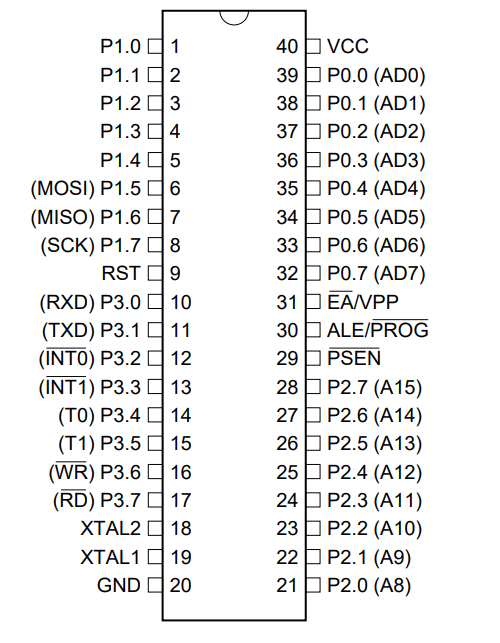 P1.0 1 40 VCC
P1.1 2 39 P0.0 (AD0)
P1.2 3 38 P0.1 (AD1)
P1.3 4 37 P0.2 (AD2)
P1.4 5 36 P0.3 (AD3)
(MOSI) P1.5 6 35 P0.4 (AD4)
(MISO) P1.6 7 34 P0.5 (AD5)
(SCK) P1.7 8 33 P0.6 (AD6)
RST 9 32 P0.7 (AD7)
(RXD) P3.0 10 31 E̅A̅/VPP
(TXD) P3.1 11 30 ALE/P̅R̅O̅G̅
(I̅N̅T̅0̅) P3.2 12 29 P̅S̅E̅N̅
(I̅N̅T̅1̅) P3.3 13 28 P2.7 (A15)
(T0) P3.4 14 27 P2.6 (A14)
(T1) P3.5 15 26 P2.5 (A13)
(W̅R̅) P3.6 16 25 P2.4 (A12)
(R̅D̅) P3.7 17 24 P2.3 (A11)
XTAL2 18 23 P2.2 (A10)
XTAL1 19 22 P2.1 (A9)
GND 20 21 P2.0 (A8)